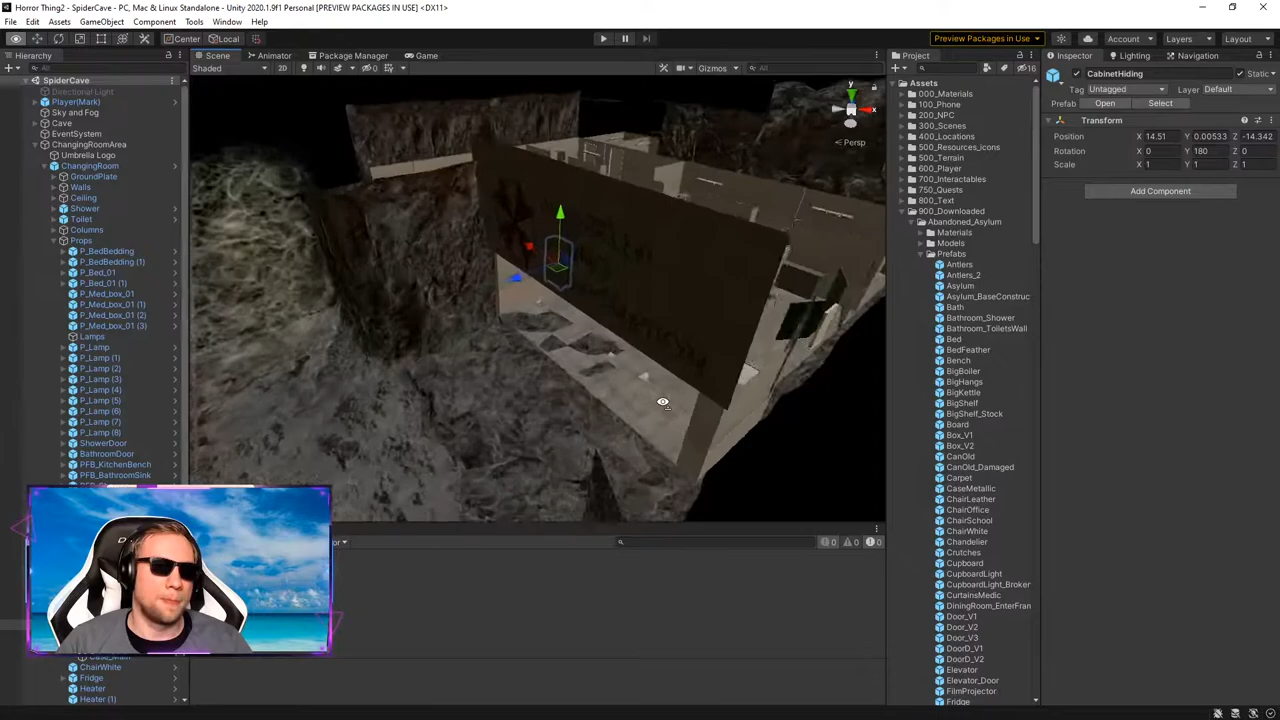 Horror Thing2 - SpiderCave - PC, Mac & Linux Standalone - Unity 2020.1.9f1 Personal [PREVIEW PACKAGES IN USE] <DX11>
File Edit Assets GameObject Component Tools Window Help
Center Local Preview Packages in Use Account Layers Layout
Hierarchy Scene Animator Package Manager Game Project Inspector Lighting Navigation
All Shaded 2D 0 Gizmos All 16
SpiderCave
Directional Light
Player(Mark)
Sky and Fog
Cave
EventSystem
ChangingRoomArea
Umbrella Logo
ChangingRoom
GroundPlate
Walls
Ceiling
Shower
Toilet
Columns
Props
P_BedBedding
P_BedBedding (1)
P_Bed_01
P_Bed_01 (1)
P_Med_box_01
P_Med_box_01 (1)
P_Med_box_01 (2)
P_Med_box_01 (3)
Lamps
P_Lamp
P_Lamp (1)
P_Lamp (2)
P_Lamp (3)
P_Lamp (4)
P_Lamp (5)
P_Lamp (6)
P_Lamp (7)
P_Lamp (8)
ShowerDoor
BathroomDoor
PFB_KitchenBench
PFB_BathroomSink
ChairWhite
Fridge
Heater
Heater (1)
y
x
Persp
0 0 0
Assets
000_Materials
100_Phone
200_NPC
300_Scenes
400_Locations
500_Resources_icons
500_Terrain
600_Player
700_Interactables
750_Quests
800_Text
900_Downloaded
Abandoned_Asylum
Materials
Models
Prefabs
Antlers
Antlers_2
Asylum
Asylum_BaseConstruc
Bath
Bathroom_Shower
Bathroom_ToiletsWall
Bed
BedFeather
Bench
BigBoiler
BigHangs
BigKettle
BigShelf
BigShelf_Stock
Board
Box_V1
Box_V2
CanOld
CanOld_Damaged
Carpet
CaseMetallic
ChairLeather
ChairOffice
ChairSchool
ChairWhite
Chandelier
Crutches
Cupboard
CupboardLight
CupboardLight_Broken
CurtainsMedic
DiningRoom_EnterFran
Door_V1
Door_V2
Door_V3
DoorD_V1
DoorD_V2
Elevator
Elevator_Door
FilmProjector
Fridge
CabinetHiding Static
Tag Untagged Layer Default
Prefab Open Select
Transform
Position X 14.51 Y 0.00533 Z -14.342
Rotation X 0 Y 180 Z 0
Scale X 1 Y 1 Z 1
Add Component